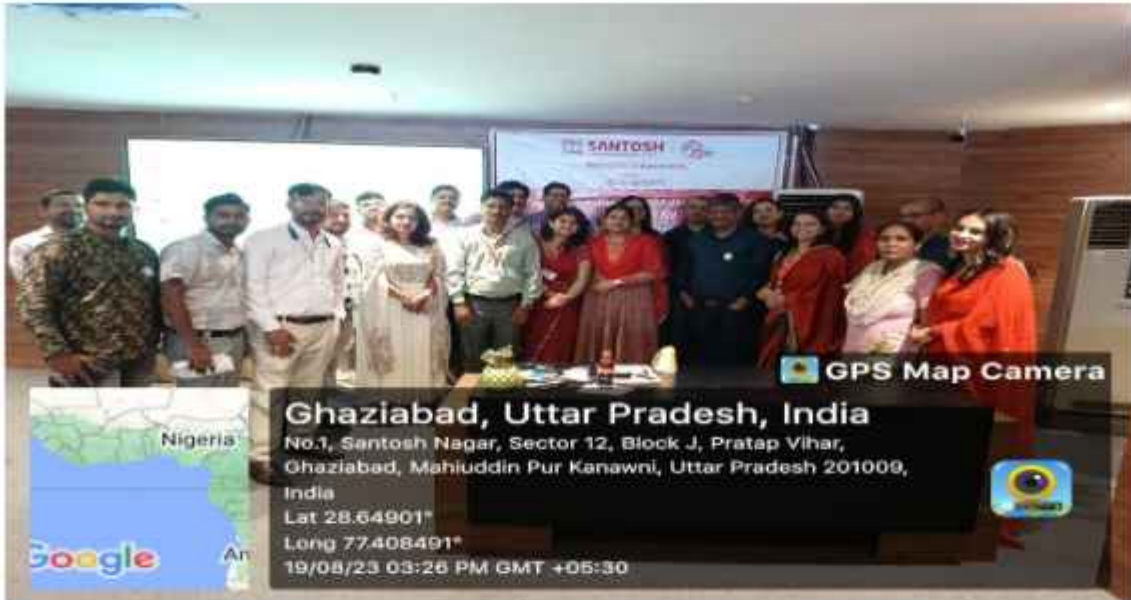 SANTOSH
GPS Map Camera
Ghaziabad, Uttar Pradesh, India
No.1, Santosh Nagar, Sector 12, Block J, Pratap Vihar,
Ghaziabad, Mahiuddin Pur Kanawni, Uttar Pradesh 201009,
India
Lat 28.64901°
Long 77.408491°
19/08/23 03:26 PM GMT +05:30
Nigeria
An
Google